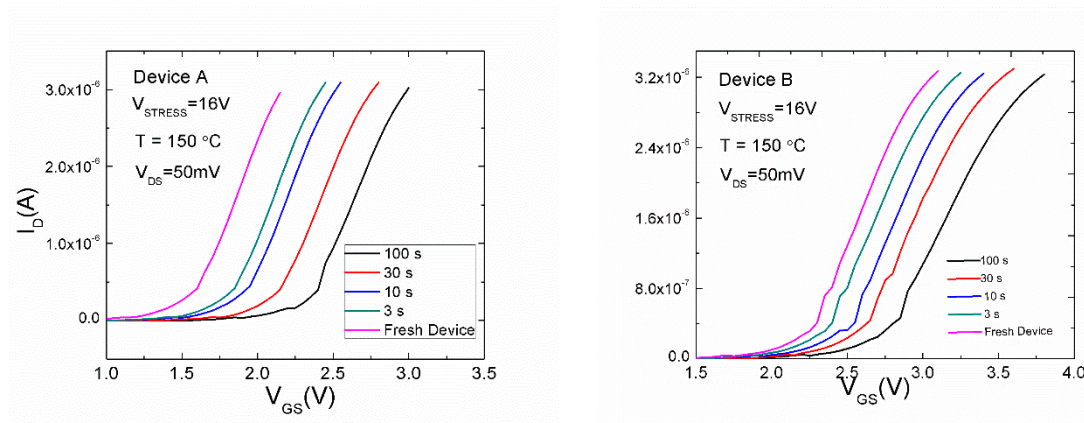 Device A
V_STRESS=16V
T = 150 °C
V_DS=50mV
I_D(A)
3.0x10⁻⁶
2.0x10⁻⁶
1.0x10⁻⁶
0.0
100 s
30 s
10 s
3 s
Fresh Device
1.0 1.5 2.0 2.5 3.0 3.5
V_GS(V)
Device B
V_STRESS=16V
T = 150 °C
V_DS=50mV
3.2x10⁻⁶
2.4x10⁻⁶
1.6x10⁻⁶
8.0x10⁻⁷
0.0
100 s
30 s
10 s
3 s
Fresh Device
1.5 2.0 2.5 3.0 3.5 4.0
V_GS(V)